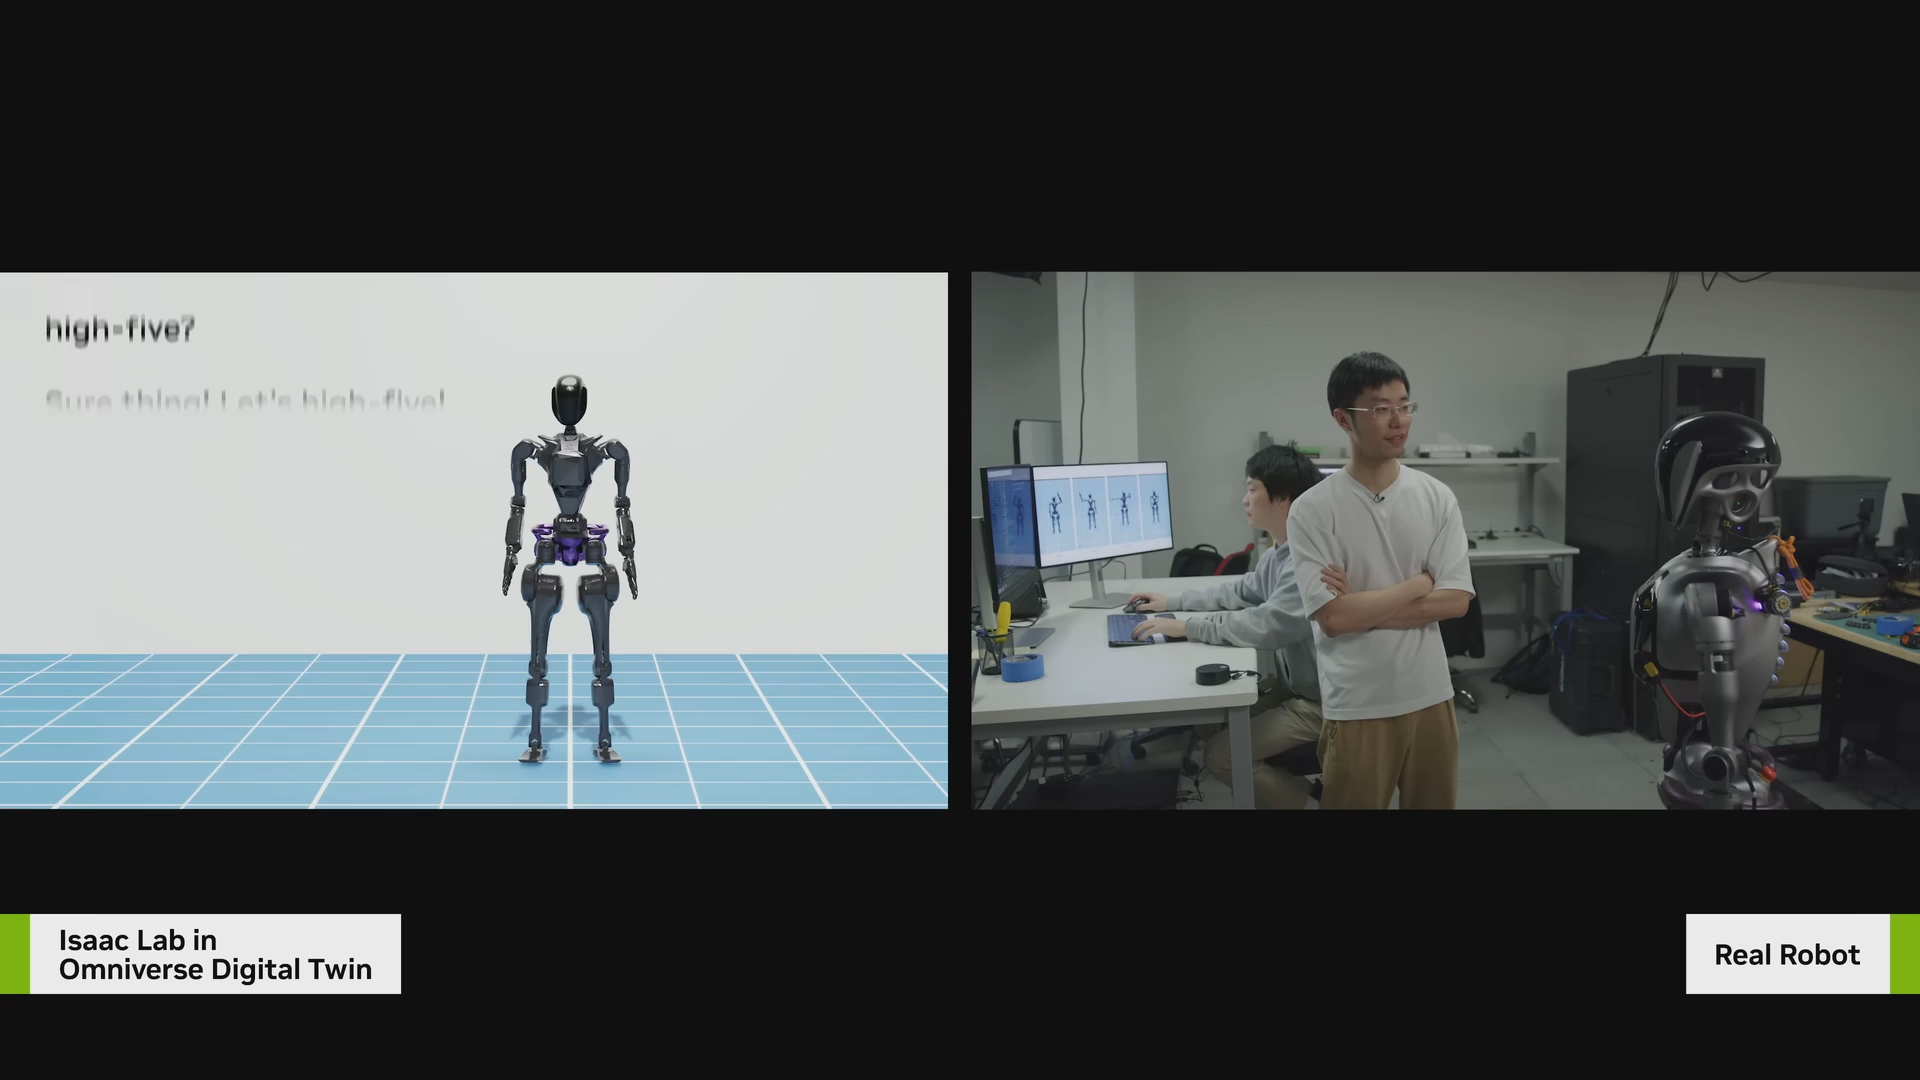 high-five?
Sure thing! Let's high-five!
Isaac Lab in
Omniverse Digital Twin
Real Robot